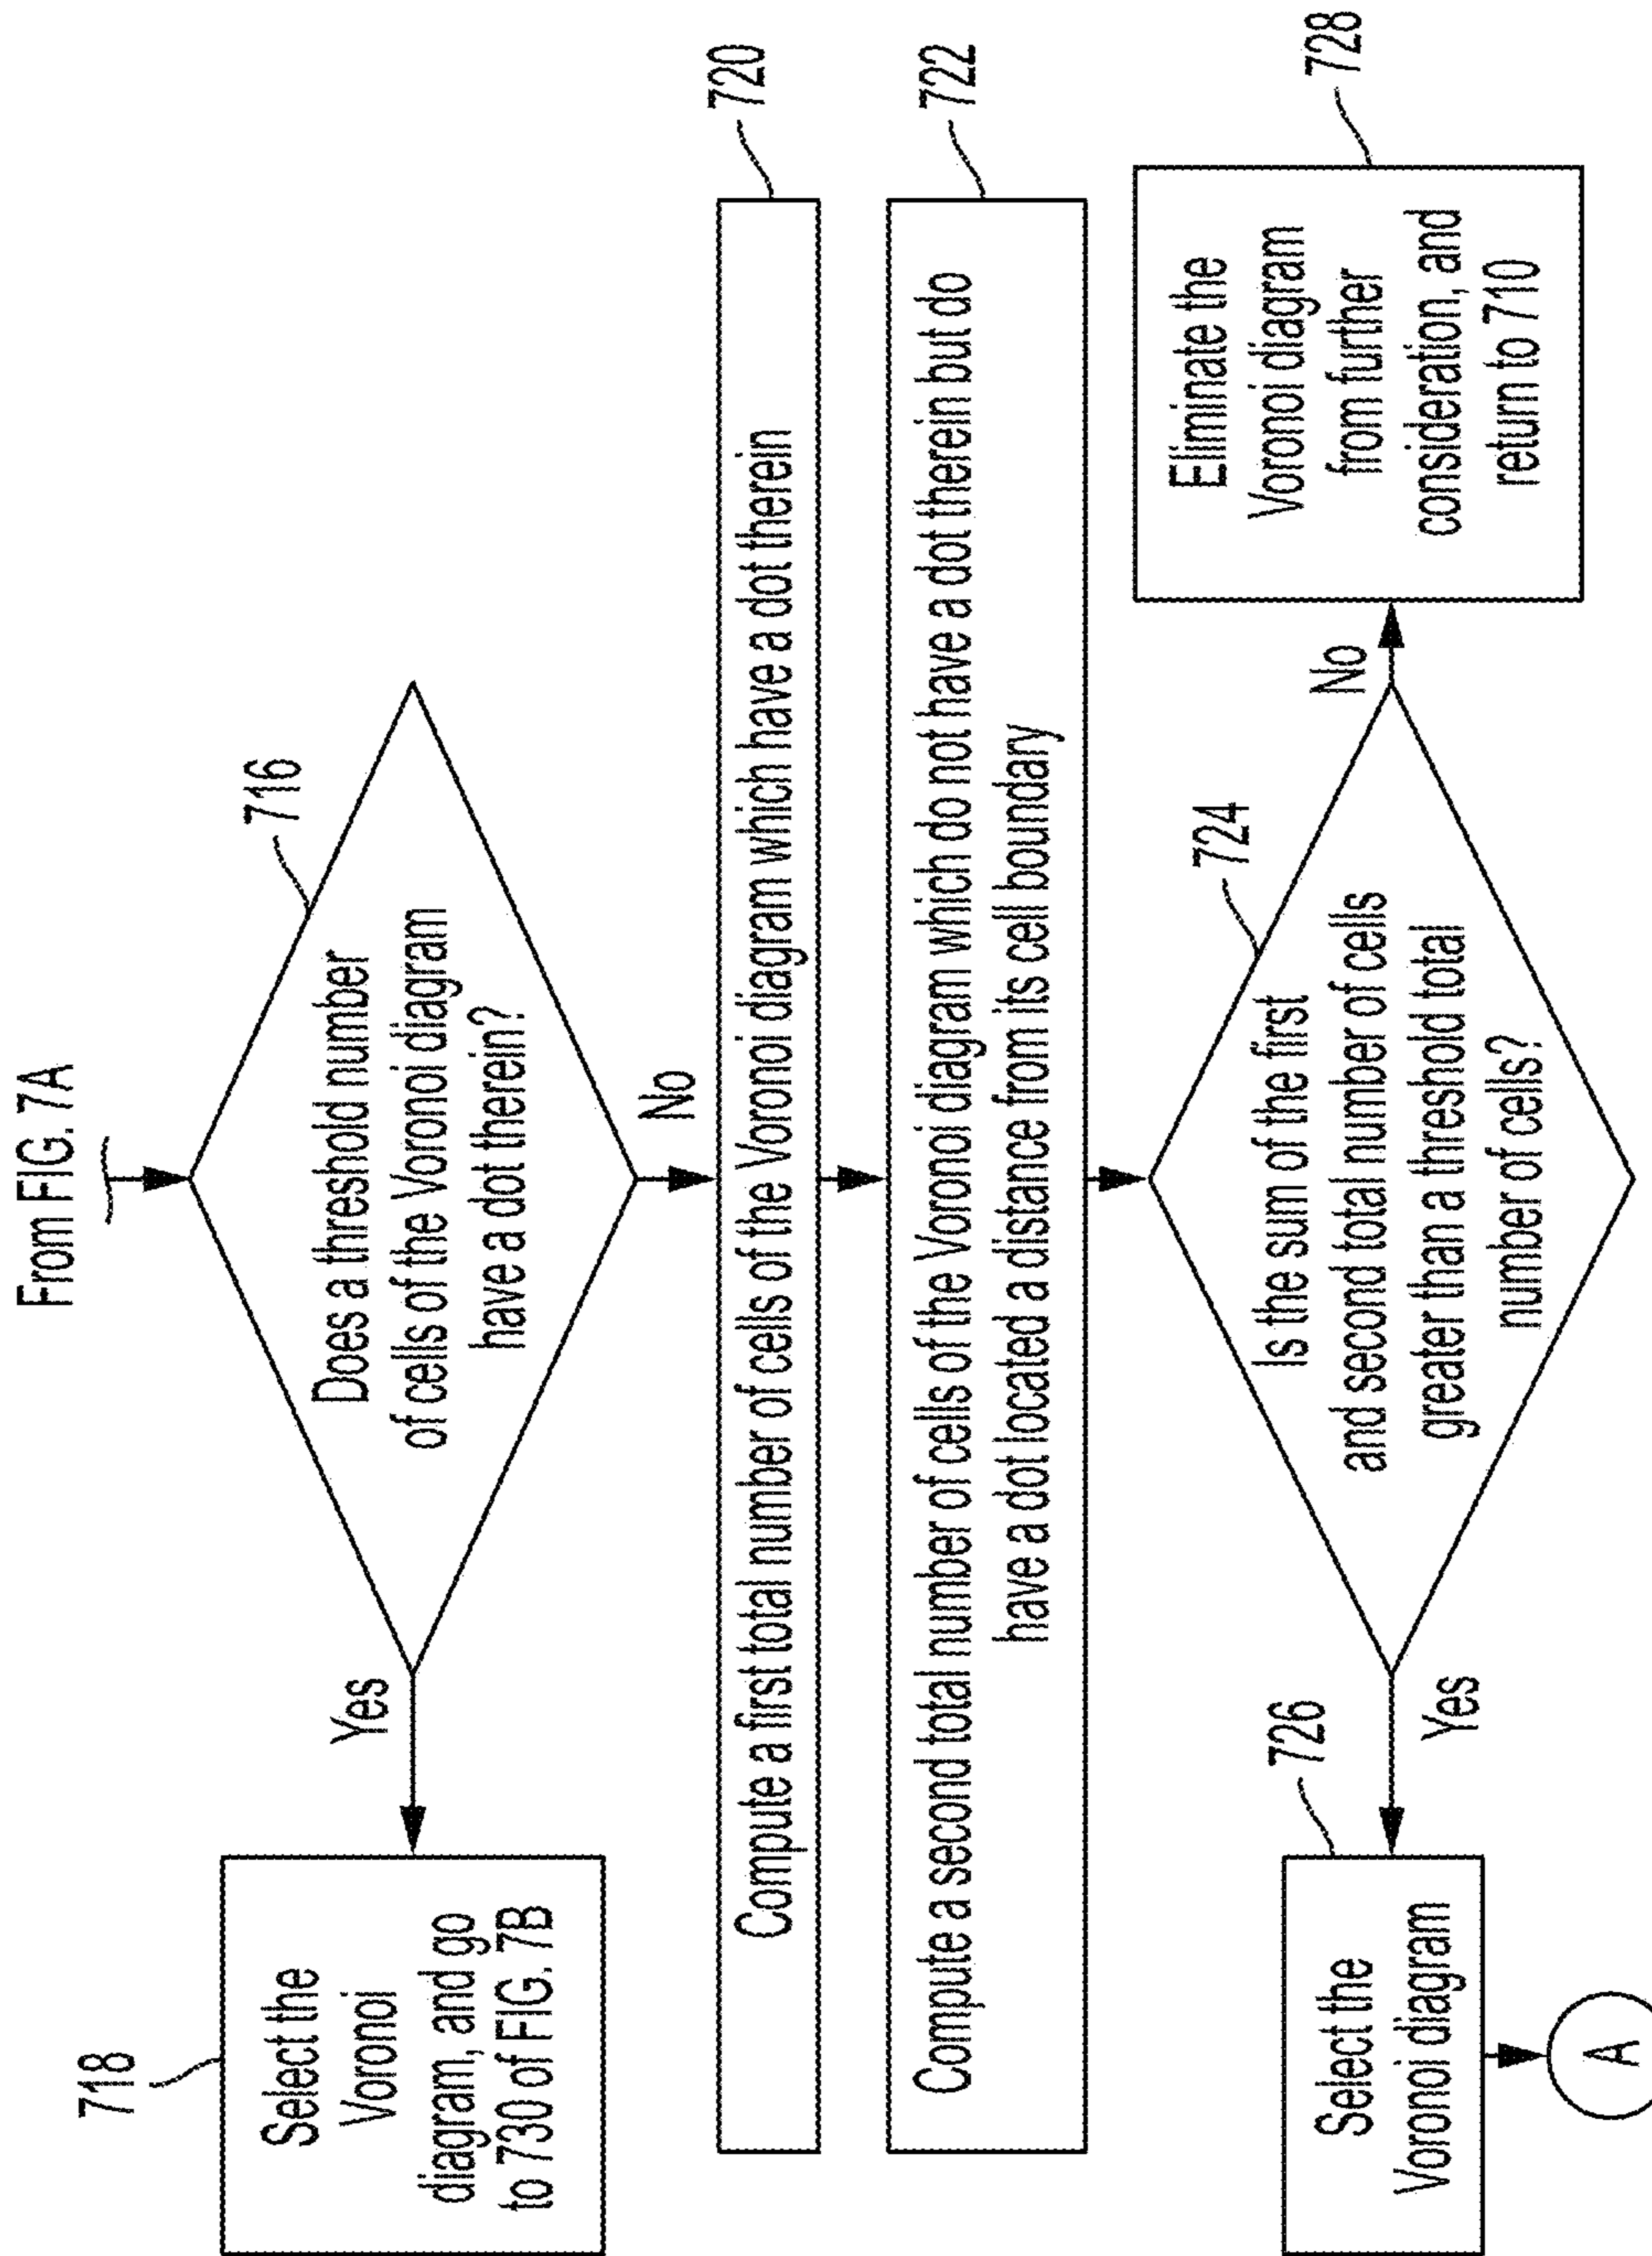 From FIG. 7A
716
Does a threshold number
of cells of the Voronoi diagram
have a dot therein?
Yes
No
718
Select the
Voronoi
diagram, and go
to 730 of FIG. 7B
720
Compute a first total number of cells of the Voronoi diagram which have a dot therein
722
Compute a second total number of cells of the Voronoi diagram which do not have a dot therein but do
have a dot located a distance from its cell boundary
724
Is the sum of the first
and second total number of cells
greater than a threshold total
number of cells?
Yes
No
726
Select the
Voronoi diagram
A
728
Eliminate the
Voronoi diagram
from further
consideration, and
return to 710